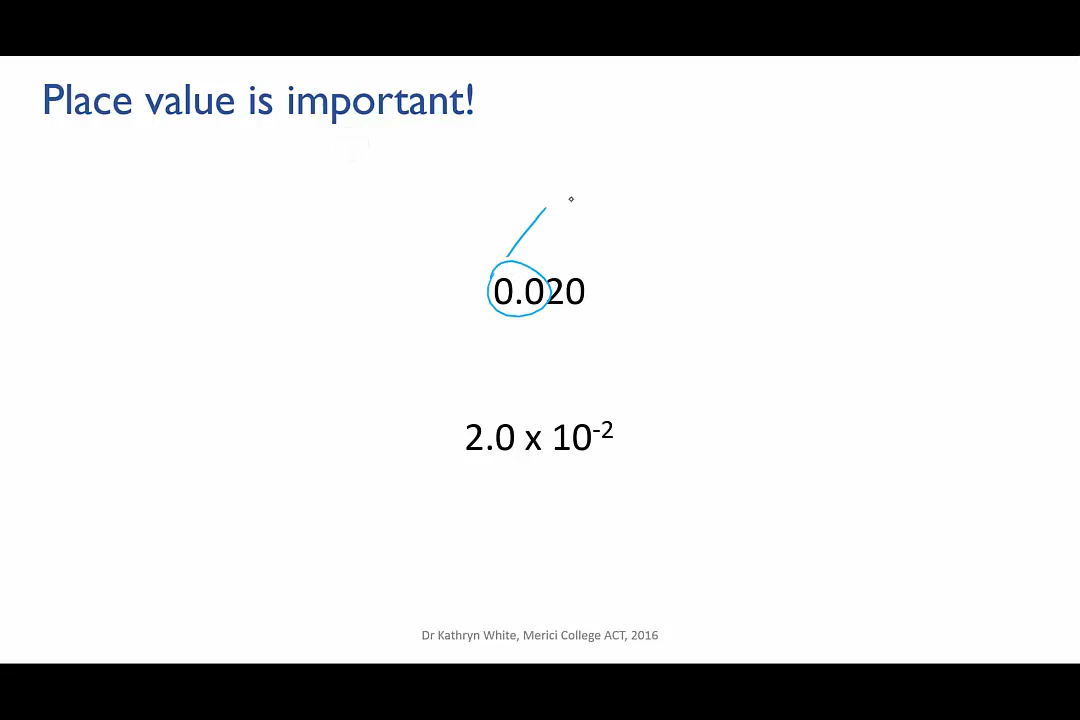 Place value is important!
0.020
2.0 x 10⁻²
Dr Kathryn White, Merici College ACT, 2016